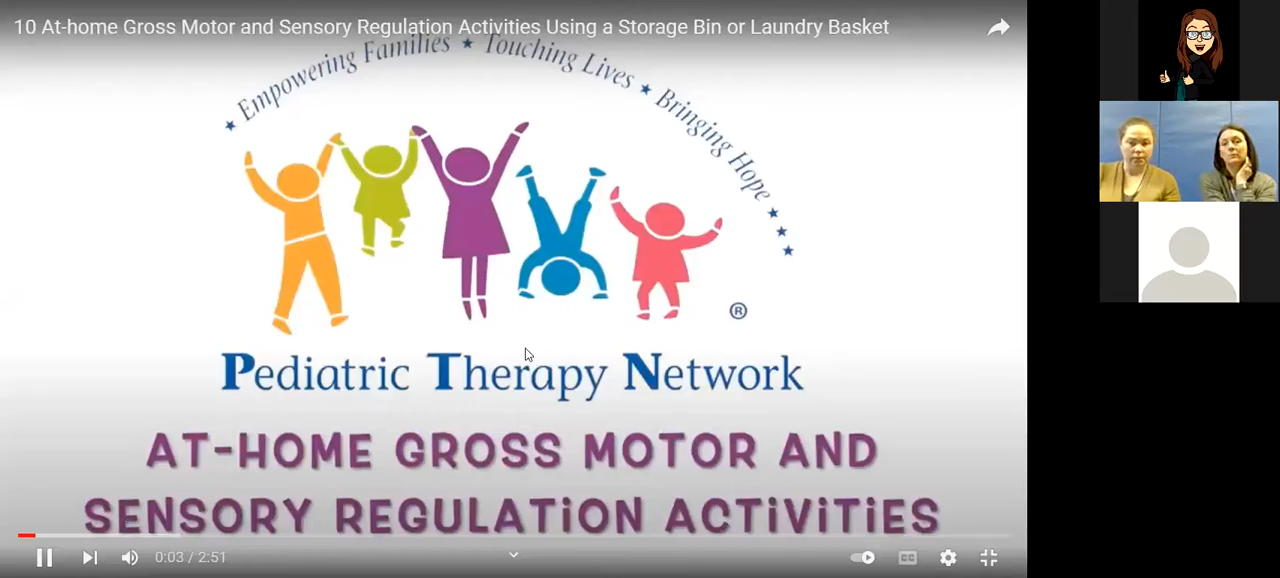 10 At-home Gross Motor and Sensory Regulation Activities Using a Storage Bin or Laundry Basket
Empowering Families ★ Touching Lives ★ Bringing Hope
®
Pediatric Therapy Network
AT-HOME GROSS MOTOR AND
SENSORY REGULATiON ACTiViTiES
0:03 / 2:51
CC